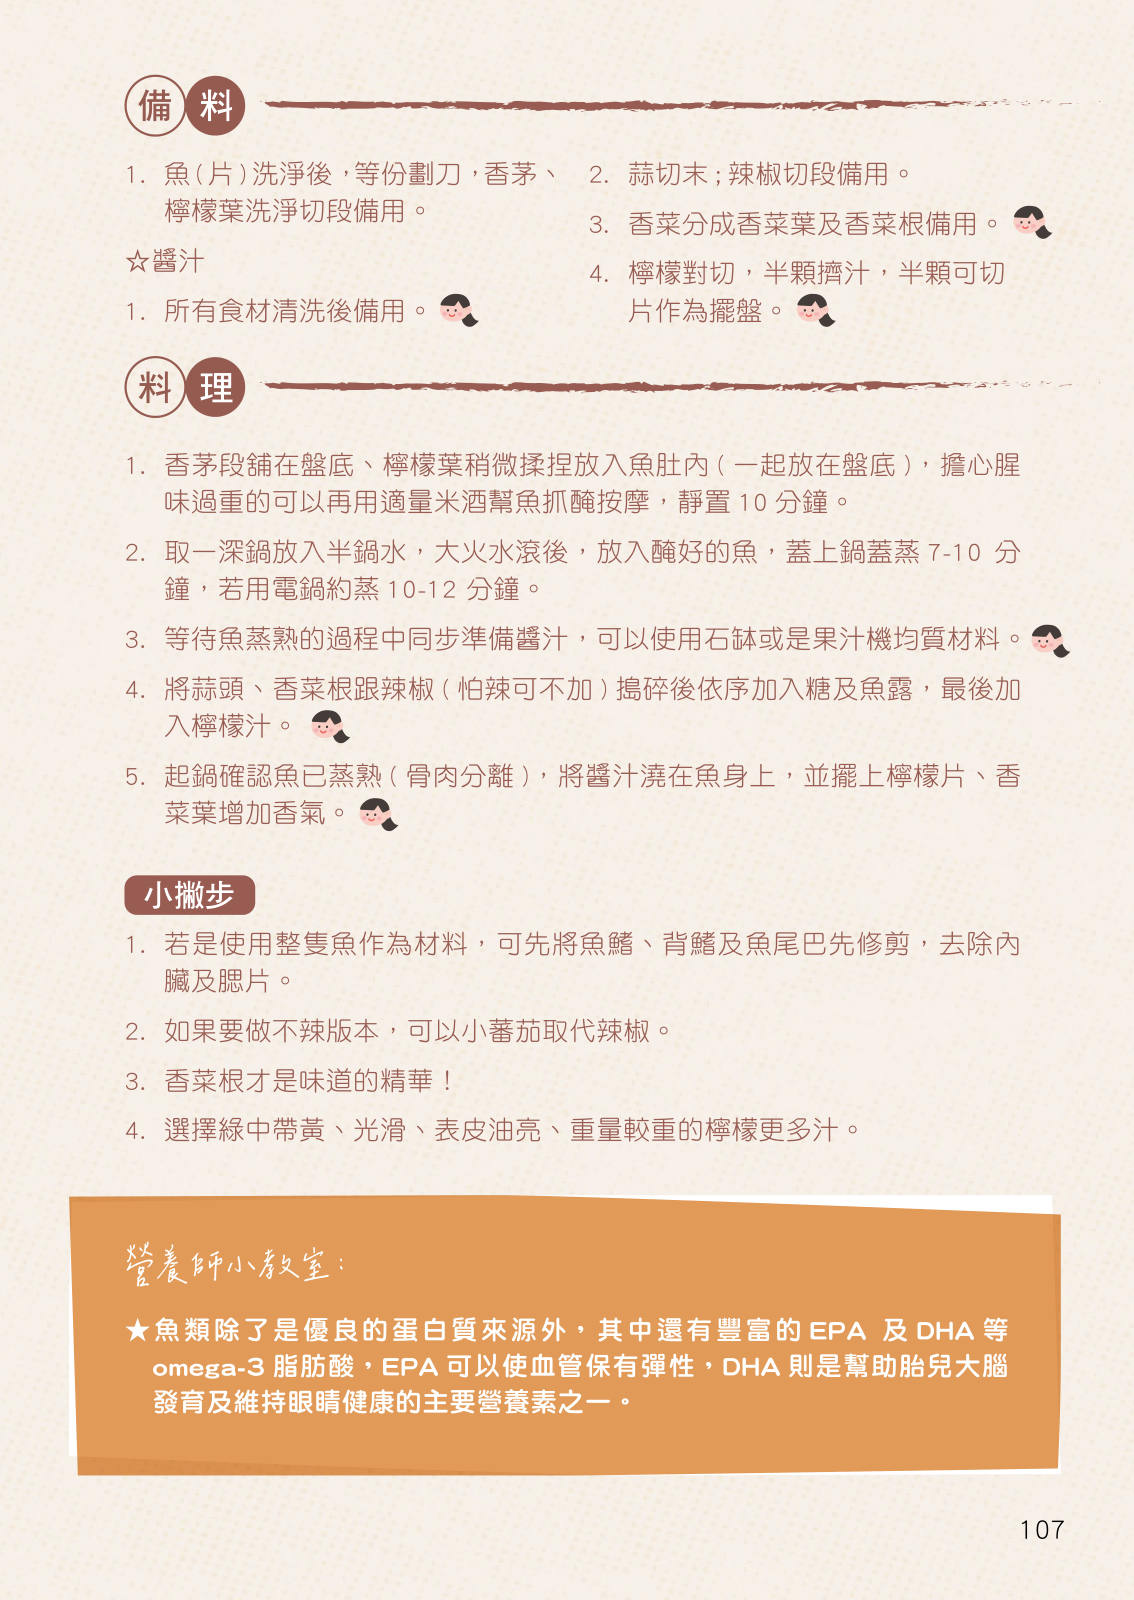 備料
1. 魚(片)洗淨後，等份劃刀，香茅、
檸檬葉洗淨切段備用。
☆醬汁
1. 所有食材清洗後備用。
2. 蒜切末；辣椒切段備用。
3. 香菜分成香菜葉及香菜根備用。
4. 檸檬對切，半顆擠汁，半顆可切
片作為擺盤。
料理
1. 香茅段舖在盤底、檸檬葉稍微揉捏放入魚肚內(一起放在盤底)，擔心腥
味過重的可以再用適量米酒幫魚抓醃按摩，靜置10分鐘。
2. 取一深鍋放入半鍋水，大火水滾後，放入醃好的魚，蓋上鍋蓋蒸7-10 分
鐘，若用電鍋約蒸10-12 分鐘。
3. 等待魚蒸熟的過程中同步準備醬汁，可以使用石缽或是果汁機均質材料。
4. 將蒜頭、香菜根跟辣椒(怕辣可不加)搗碎後依序加入糖及魚露，最後加
入檸檬汁。
5. 起鍋確認魚已蒸熟(骨肉分離)，將醬汁澆在魚身上，並擺上檸檬片、香
菜葉增加香氣。
小撇步
1. 若是使用整隻魚作為材料，可先將魚鰭、背鰭及魚尾巴先修剪，去除內
臟及腮片。
2. 如果要做不辣版本，可以小蕃茄取代辣椒。
3. 香菜根才是味道的精華！
4. 選擇綠中帶黃、光滑、表皮油亮、重量較重的檸檬更多汁。
營養師小教室：
★魚類除了是優良的蛋白質來源外，其中還有豐富的EPA 及DHA等
omega-3脂肪酸，EPA可以使血管保有彈性，DHA則是幫助胎兒大腦
發育及維持眼睛健康的主要營養素之一。
107